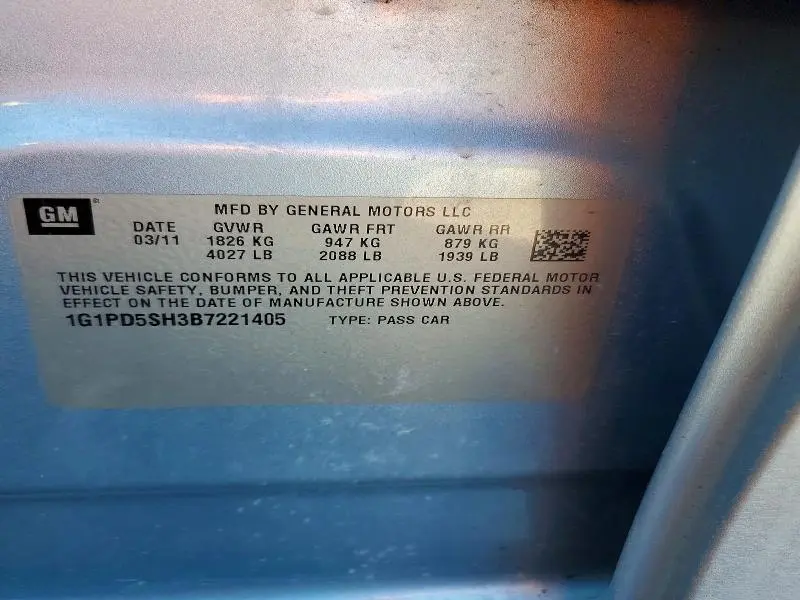 GM
MFD BY GENERAL MOTORS LLC
DATE GVWR GAWR FRT GAWR RR
03/11 1826 KG 947 KG 879 KG
4027 LB 2088 LB 1939 LB
THIS VEHICLE CONFORMS TO ALL APPLICABLE U.S. FEDERAL MOTOR
VEHICLE SAFETY, BUMPER, AND THEFT PREVENTION STANDARDS IN
EFFECT ON THE DATE OF MANUFACTURE SHOWN ABOVE.
1G1PD5SH3B7221405 TYPE: PASS CAR